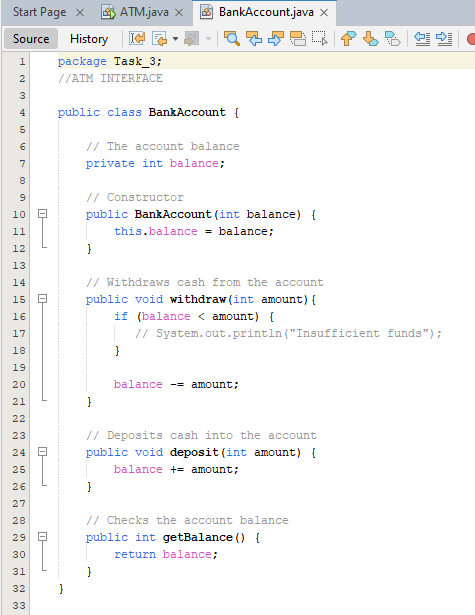 Start Page ATM.java BankAccount.java
Source History
1 package Task_3;
2 //ATM INTERFACE
3
4 public class BankAccount {
5
6 // The account balance
7 private int balance;
8
9 // Constructor
10 public BankAccount(int balance) {
11 this.balance = balance;
12 }
13
14 // Withdraws cash from the account
15 public void withdraw(int amount){
16 if (balance < amount) {
17 // System.out.println("Insufficient funds");
18 }
19
20 balance -= amount;
21 }
22
23 // Deposits cash into the account
24 public void deposit(int amount) {
25 balance += amount;
26 }
27
28 // Checks the account balance
29 public int getBalance() {
30 return balance;
31 }
32 }
33